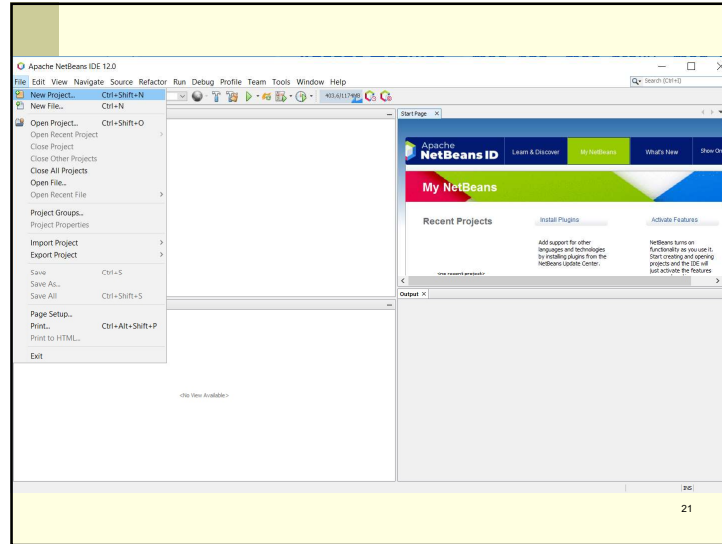 Apache NetBeans IDE 12.0
File Edit View Navigate Source Refactor Run Debug Profile Team Tools Window Help
Search (Ctrl+I)
New Project... Ctrl+Shift+N
New File... Ctrl+N
Open Project... Ctrl+Shift+O
Open Recent Project
Close Project
Close Other Projects
Close All Projects
Open File...
Open Recent File
Project Groups...
Project Properties
Import Project
Export Project
Save Ctrl+S
Save As...
Save All Ctrl+Shift+S
Page Setup...
Print... Ctrl+Alt+Shift+P
Print to HTML...
Exit
<No View Available>
Start Page
Apache
NetBeans ID
Learn & Discover
My NetBeans
What's New
Show On
My NetBeans
Recent Projects
<no recent project>
Install Plugins
Add support for other
languages and technologies
by installing plugins from the
NetBeans Update Center.
Activate Features
NetBeans turns on
functionality as you use it.
Start creating and opening
projects and the IDE will
just activate the features
Output
INS
21